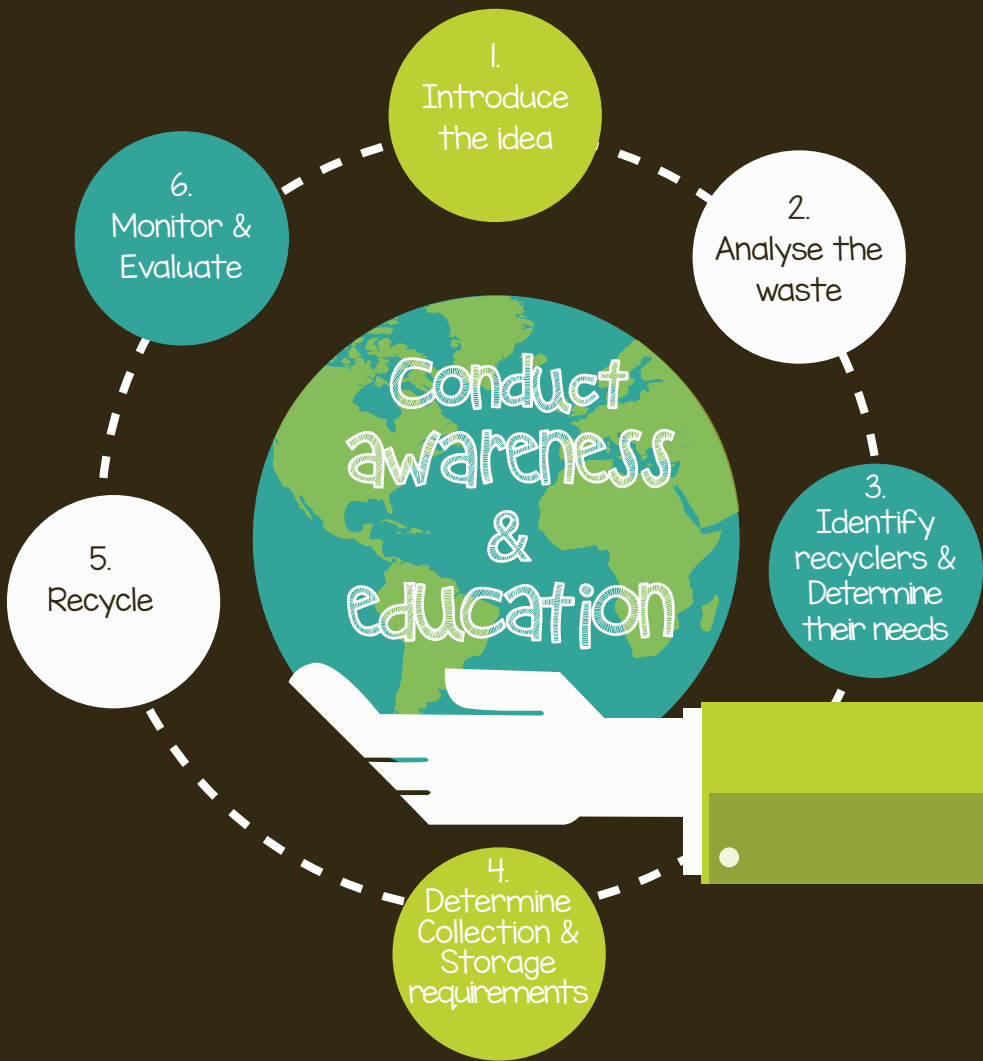 1.
Introduce
the idea
2.
Analyse the
waste
3.
Identify
recyclers &
Determine
their needs
4.
Determine
Collection &
Storage
requirements
5.
Recycle
6.
Monitor &
Evaluate
Conduct
awareness
&
education